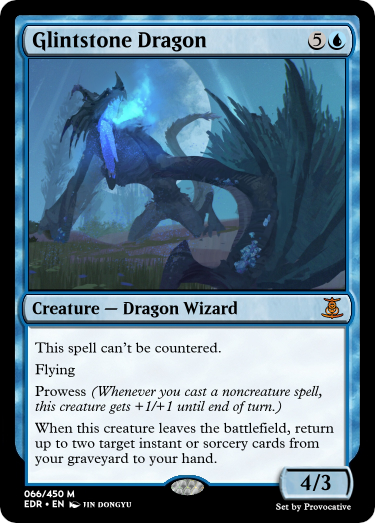 Glintstone Dragon 5
Creature — Dragon Wizard
This spell can't be countered.
Flying
Prowess (Whenever you cast a noncreature spell,
this creature gets +1/+1 until end of turn.)
When this creature leaves the battlefield, return
up to two target instant or sorcery cards from
your graveyard to your hand.
4/3
066/450 M
EDR • EN JIN DONGYU
Set by Provocative